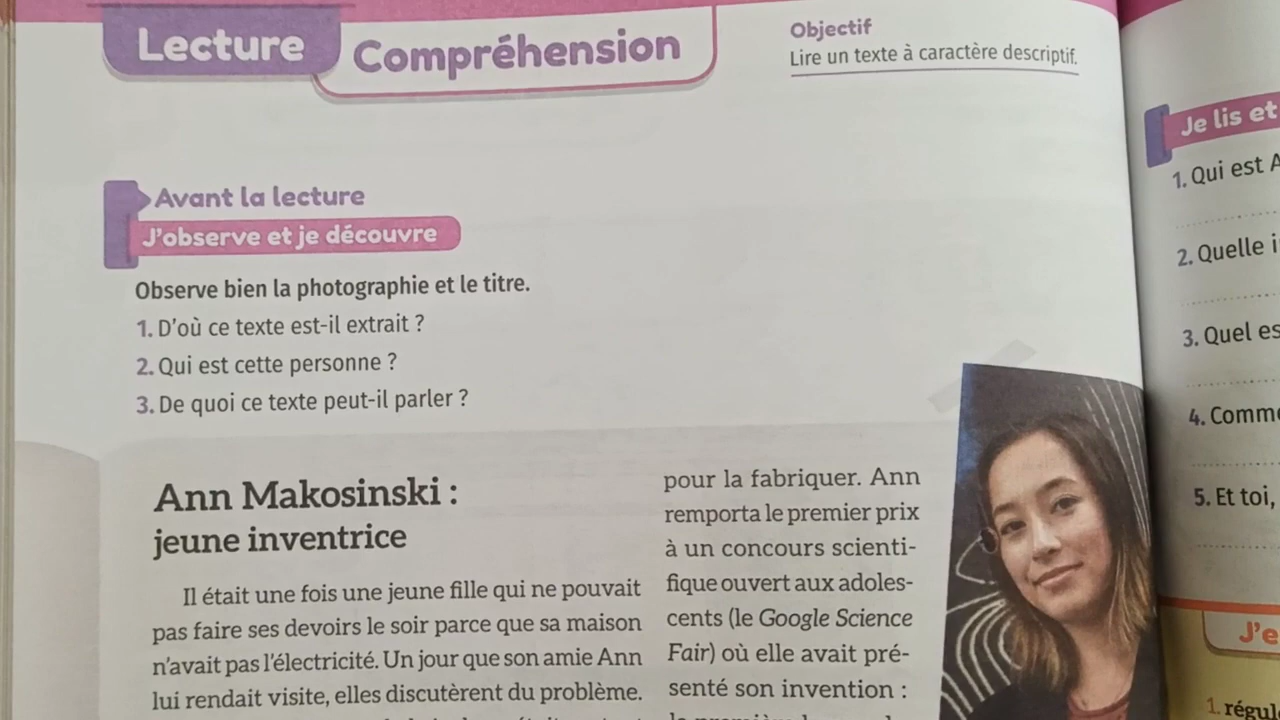 Lecture Compréhension
Objectif
Lire un texte à caractère descriptif.
Avant la lecture
J'observe et je découvre
Observe bien la photographie et le titre.
1. D'où ce texte est-il extrait ?
2. Qui est cette personne ?
3. De quoi ce texte peut-il parler ?
Ann Makosinski :
jeune inventrice
Il était une fois une jeune fille qui ne pouvait
pas faire ses devoirs le soir parce que sa maison
n'avait pas l'électricité. Un jour que son amie Ann
lui rendait visite, elles discutèrent du problème.
pour la fabriquer. Ann
remporta le premier prix
à un concours scienti-
fique ouvert aux adoles-
cents (le Google Science
Fair) où elle avait pré-
senté son invention :
Je lis et
1. Qui est A
2. Quelle i
3. Quel es
4. Comme
5. Et toi,
J'e
1. régul